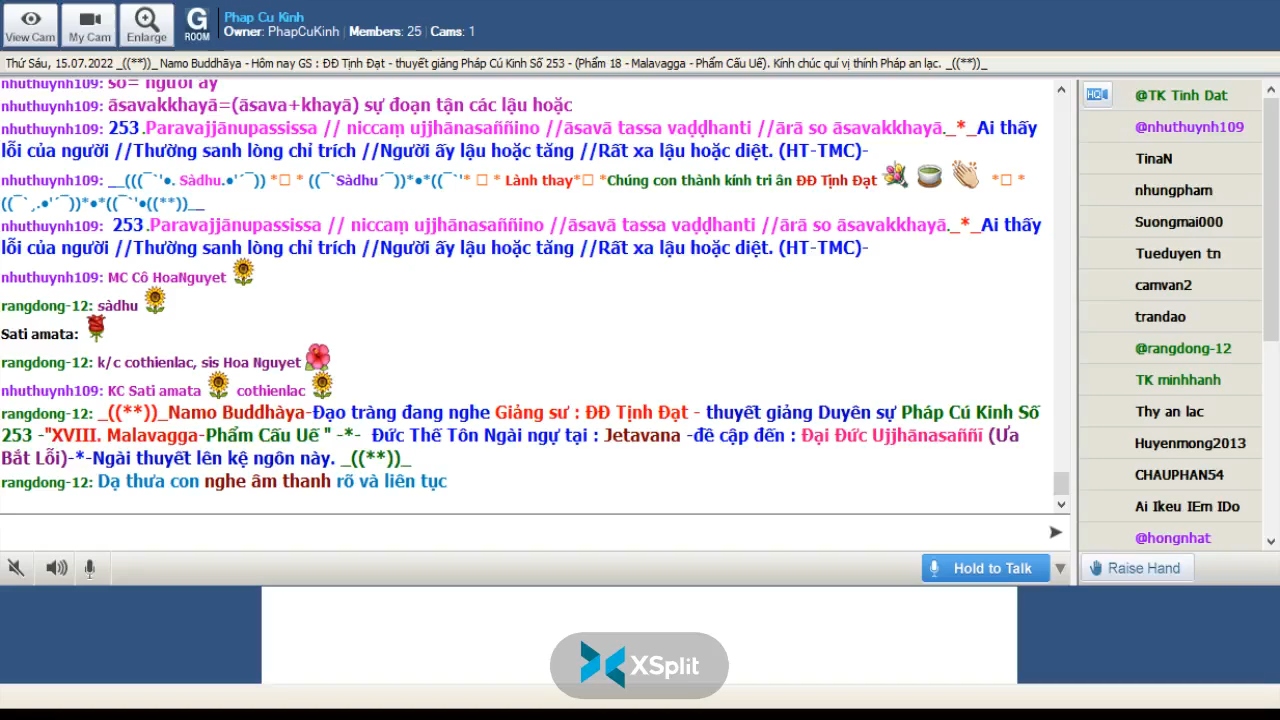 View Cam
My Cam
Enlarge
G
ROOM
Phap Cu Kinh
Owner: PhapCuKinh | Members: 25 | Cams: 1
Thứ Sáu, 15.07.2022 _((**))_ Namo Buddhāya - Hôm nay GS : ĐĐ Tịnh Đạt - thuyết giảng Pháp Cú Kinh Số 253 - (Phẩm 18 - Malavagga - Phẩm Cấu Uế). Kính chúc quí vị thính Pháp an lạc. _((**))_
nhuthuynh109: so= người ấy
nhuthuynh109: āsavakkhayā=(āsava+khayā) sự đoạn tận các lậu hoặc
nhuthuynh109: 253.Paravajjānupassissa // niccaṃ ujjhānasaññino //āsavā tassa vaḍḍhanti //ārā so āsavakkhayā._*_Ai thấy
lỗi của người //Thường sanh lòng chỉ trích //Người ấy lậu hoặc tăng //Rất xa lậu hoặc diệt. (HT-TMC)-
nhuthuynh109: __(((¯`'•. Sàdhu.•'´¯)) *□ * ((¯`Sàdhu´¯))*•*((¯`'* □ * Lành thay*□ *Chúng con thành kính tri ân ĐĐ Tịnh Đạt *□ *
((¯`¸.•'´¯))*•*((¯`'•((**))__
nhuthuynh109: 253.Paravajjānupassissa // niccaṃ ujjhānasaññino //āsavā tassa vaḍḍhanti //ārā so āsavakkhayā._*_Ai thấy
lỗi của người //Thường sanh lòng chỉ trích //Người ấy lậu hoặc tăng //Rất xa lậu hoặc diệt. (HT-TMC)-
nhuthuynh109: MC Cô HoaNguyet
rangdong-12: sàdhu
Sati amata:
rangdong-12: k/c cothienlac, sis Hoa Nguyet
nhuthuynh109: KC Sati amata cothienlac
rangdong-12: _((**))_Namo Buddhàya-Đạo tràng đang nghe Giảng sư : ĐĐ Tịnh Đạt - thuyết giảng Duyên sự Pháp Cú Kinh Số
253 -"XVIII. Malavagga-Phẩm Cấu Uế " -*- Đức Thế Tôn Ngài ngự tại : Jetavana -đề cập đến : Đại Đức Ujjhānasaññi (Ưa
Bắt Lỗi)-*-Ngài thuyết lên kệ ngôn này. _((**))_
rangdong-12: Dạ thưa con nghe âm thanh rõ và liên tục
HQ
@TK Tinh Dat
@nhuthuynh109
TinaN
nhungpham
Suongmai000
Tueduyen tn
camvan2
trandao
@rangdong-12
TK minhhanh
Thy an lac
Huyenmong2013
CHAUPHAN54
Ai Ikeu IEm IDo
@hongnhat
Hold to Talk
Raise Hand
XSplit